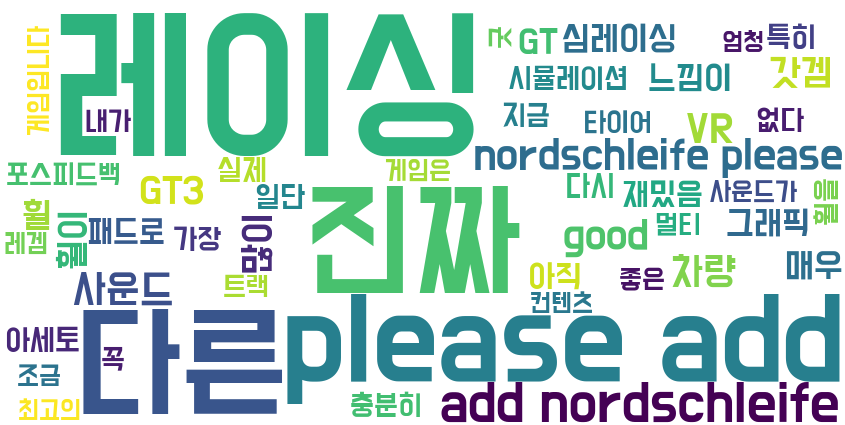 게임입니다
레이싱
굿
GT
심레이싱
엄청
특히
내가
시뮬레이션
느낌이
갓겜
지금
타이어
VR
없다
nordschleife please
포스피드백
GT3
실제
게임은
일단
진짜
다시
재밌음
사운드가
휠을
휠
휠이
레겜
패드로
가장
많이
good
멀티
그래픽
트랙
아직
좋은
차량
매우
사운드
컨텐츠
아세토
꼭
다른
please add
조금
최고의
충분히
add nordschleife